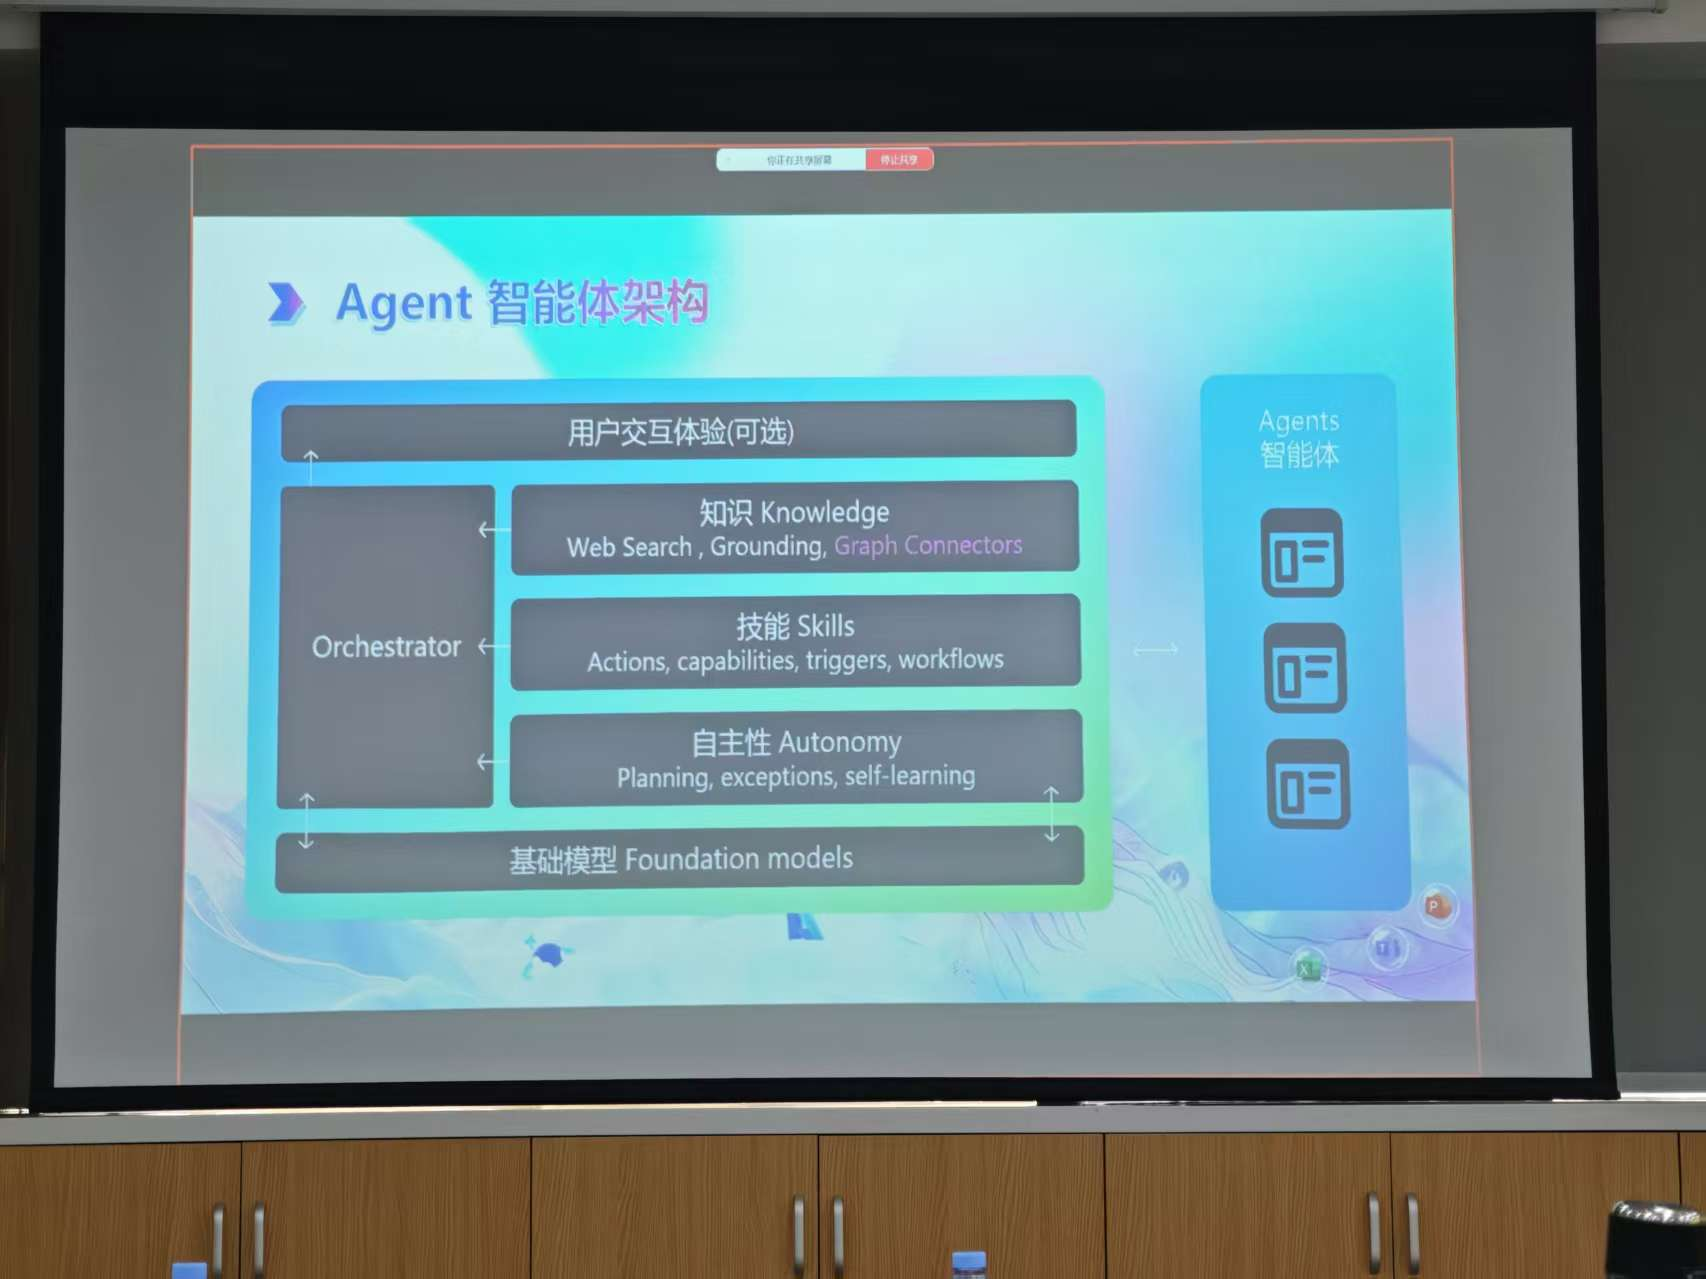 你正在共享屏幕 停止共享
Agent 智能体架构
用户交互体验(可选)
Orchestrator
知识 Knowledge
Web Search , Grounding, Graph Connectors
技能 Skills
Actions, capabilities, triggers, workflows
自主性 Autonomy
Planning, exceptions, self-learning
基础模型 Foundation models
Agents
智能体
P
T
X